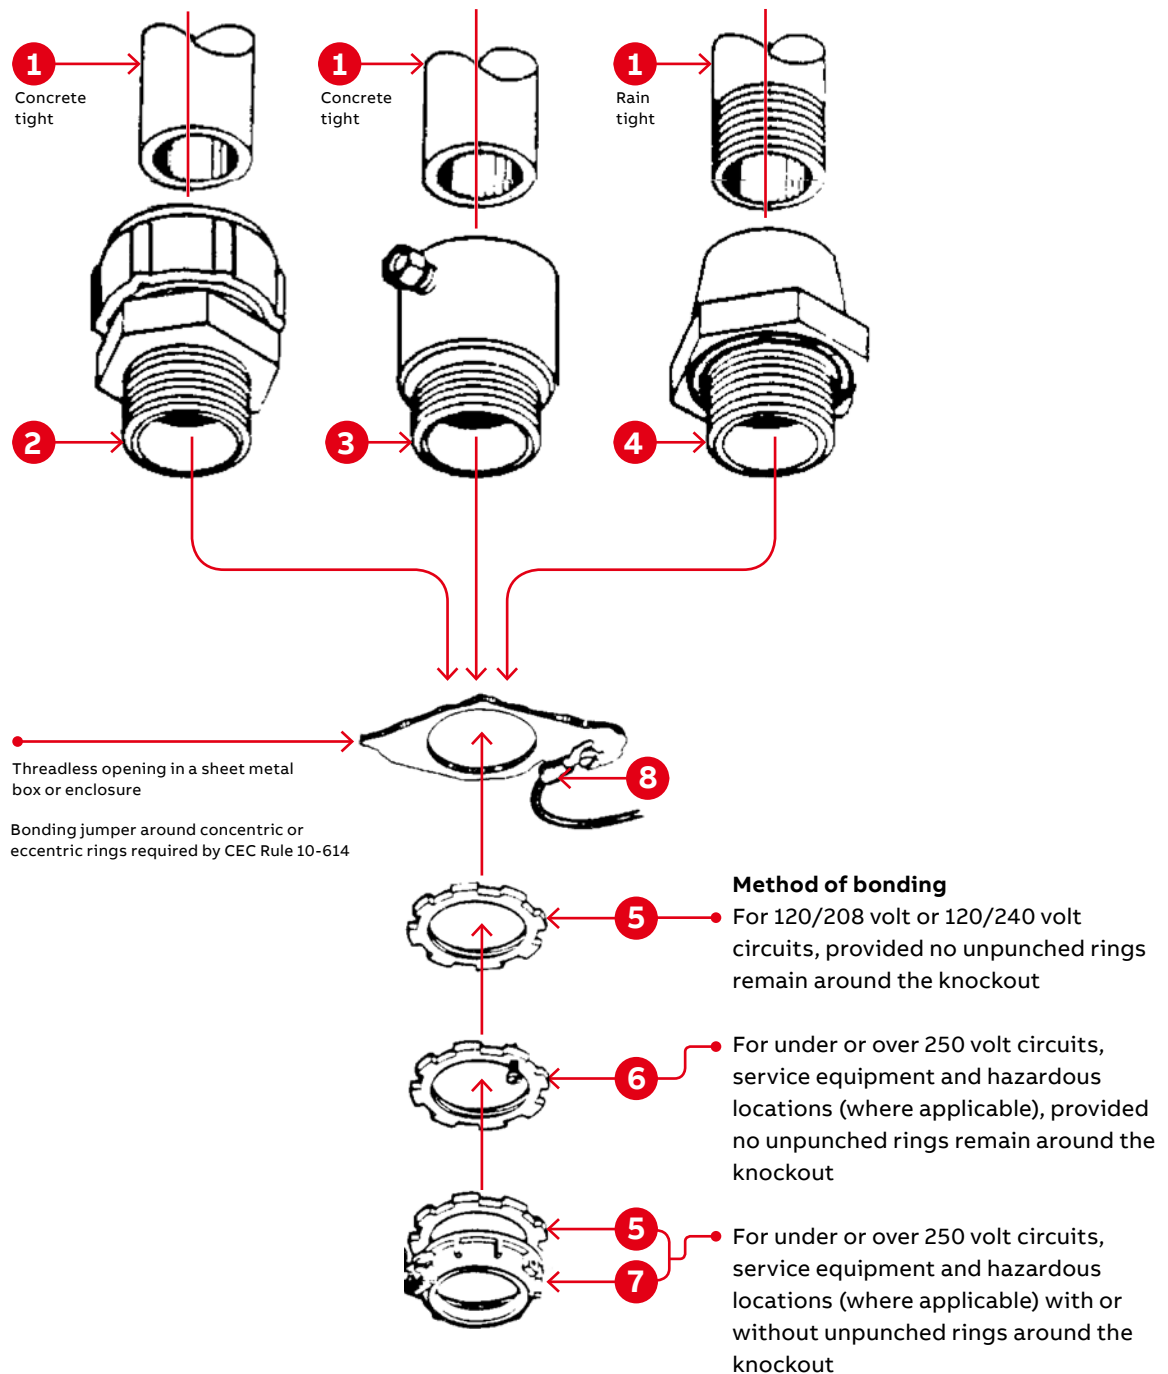 1
Concrete
tight
1
Concrete
tight
1
Rain
tight
2
3
4
Threadless opening in a sheet metal
box or enclosure
Bonding jumper around concentric or
eccentric rings required by CEC Rule 10-614
8
Method of bonding
5
For 120/208 volt or 120/240 volt
circuits, provided no unpunched rings
remain around the knockout
6
For under or over 250 volt circuits,
service equipment and hazardous
locations (where applicable), provided
no unpunched rings remain around the
knockout
5
7
For under or over 250 volt circuits,
service equipment and hazardous
locations (where applicable) with or
without unpunched rings around the
knockout